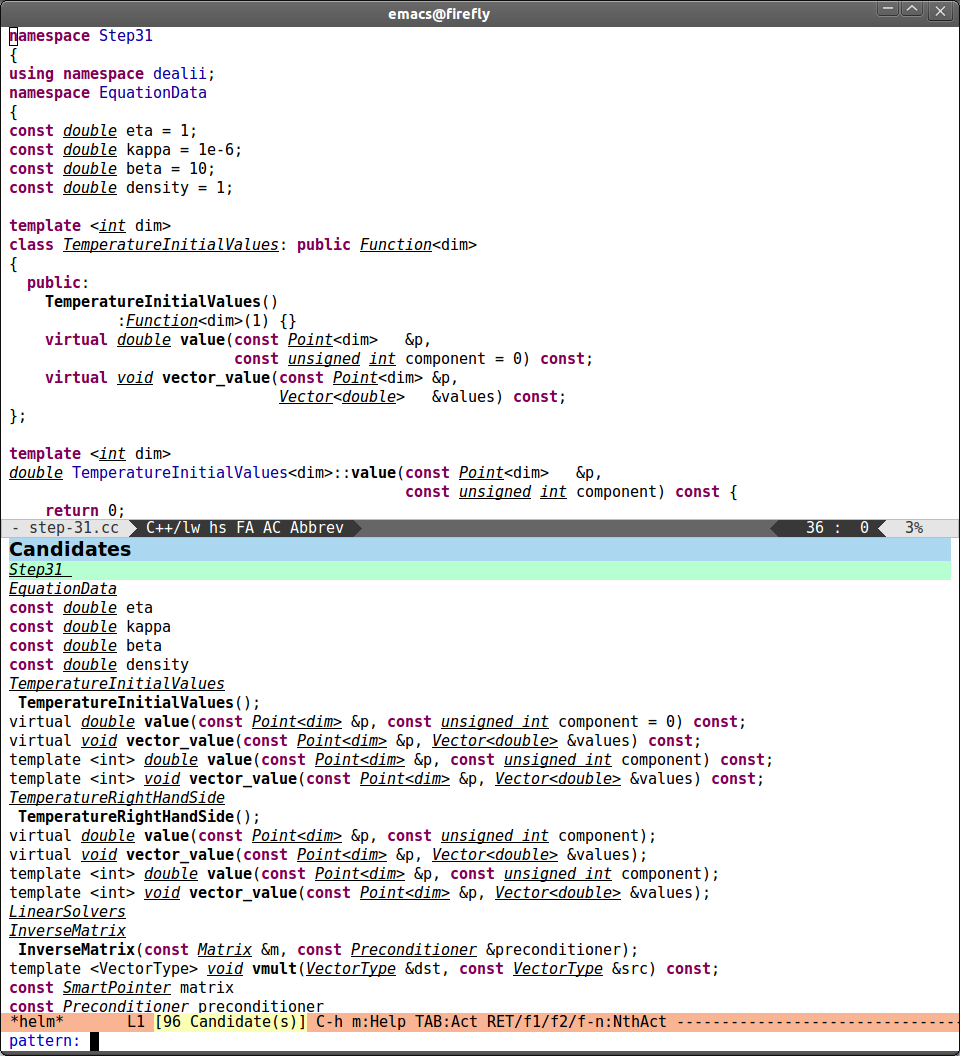 emacs@firefly
namespace Step31
{
using namespace dealii;
namespace EquationData
{
const double eta = 1;
const double kappa = 1e-6;
const double beta = 10;
const double density = 1;
template <int dim>
class TemperatureInitialValues: public Function<dim>
{
  public:
    TemperatureInitialValues()
            :Function<dim>(1) {}
    virtual double value(const Point<dim>   &p,
                         const unsigned int component = 0) const;
    virtual void vector_value(const Point<dim> &p,
                              Vector<double>   &values) const;
};
template <int dim>
double TemperatureInitialValues<dim>::value(const Point<dim>   &p,
                                            const unsigned int component) const {
    return 0;
- step-31.cc C++/lw hs FA AC Abbrev 36 :  0 3%
Candidates
Step31
EquationData
const double eta
const double kappa
const double beta
const double density
TemperatureInitialValues
 TemperatureInitialValues();
virtual double value(const Point<dim> &p, const unsigned int component = 0) const;
virtual void vector_value(const Point<dim> &p, Vector<double> &values) const;
template <int> double value(const Point<dim> &p, const unsigned int component) const;
template <int> void vector_value(const Point<dim> &p, Vector<double> &values) const;
TemperatureRightHandSide
 TemperatureRightHandSide();
virtual double value(const Point<dim> &p, const unsigned int component);
virtual void vector_value(const Point<dim> &p, Vector<double> &values);
template <int> double value(const Point<dim> &p, const unsigned int component);
template <int> void vector_value(const Point<dim> &p, Vector<double> &values);
LinearSolvers
InverseMatrix
 InverseMatrix(const Matrix &m, const Preconditioner &preconditioner);
template <VectorType> void vmult(VectorType &dst, const VectorType &src) const;
const SmartPointer matrix
const Preconditioner preconditioner
*helm*       L1 [96 Candidate(s)] C-h m:Help TAB:Act RET/f1/f2/f-n:NthAct --------------------------------
pattern: